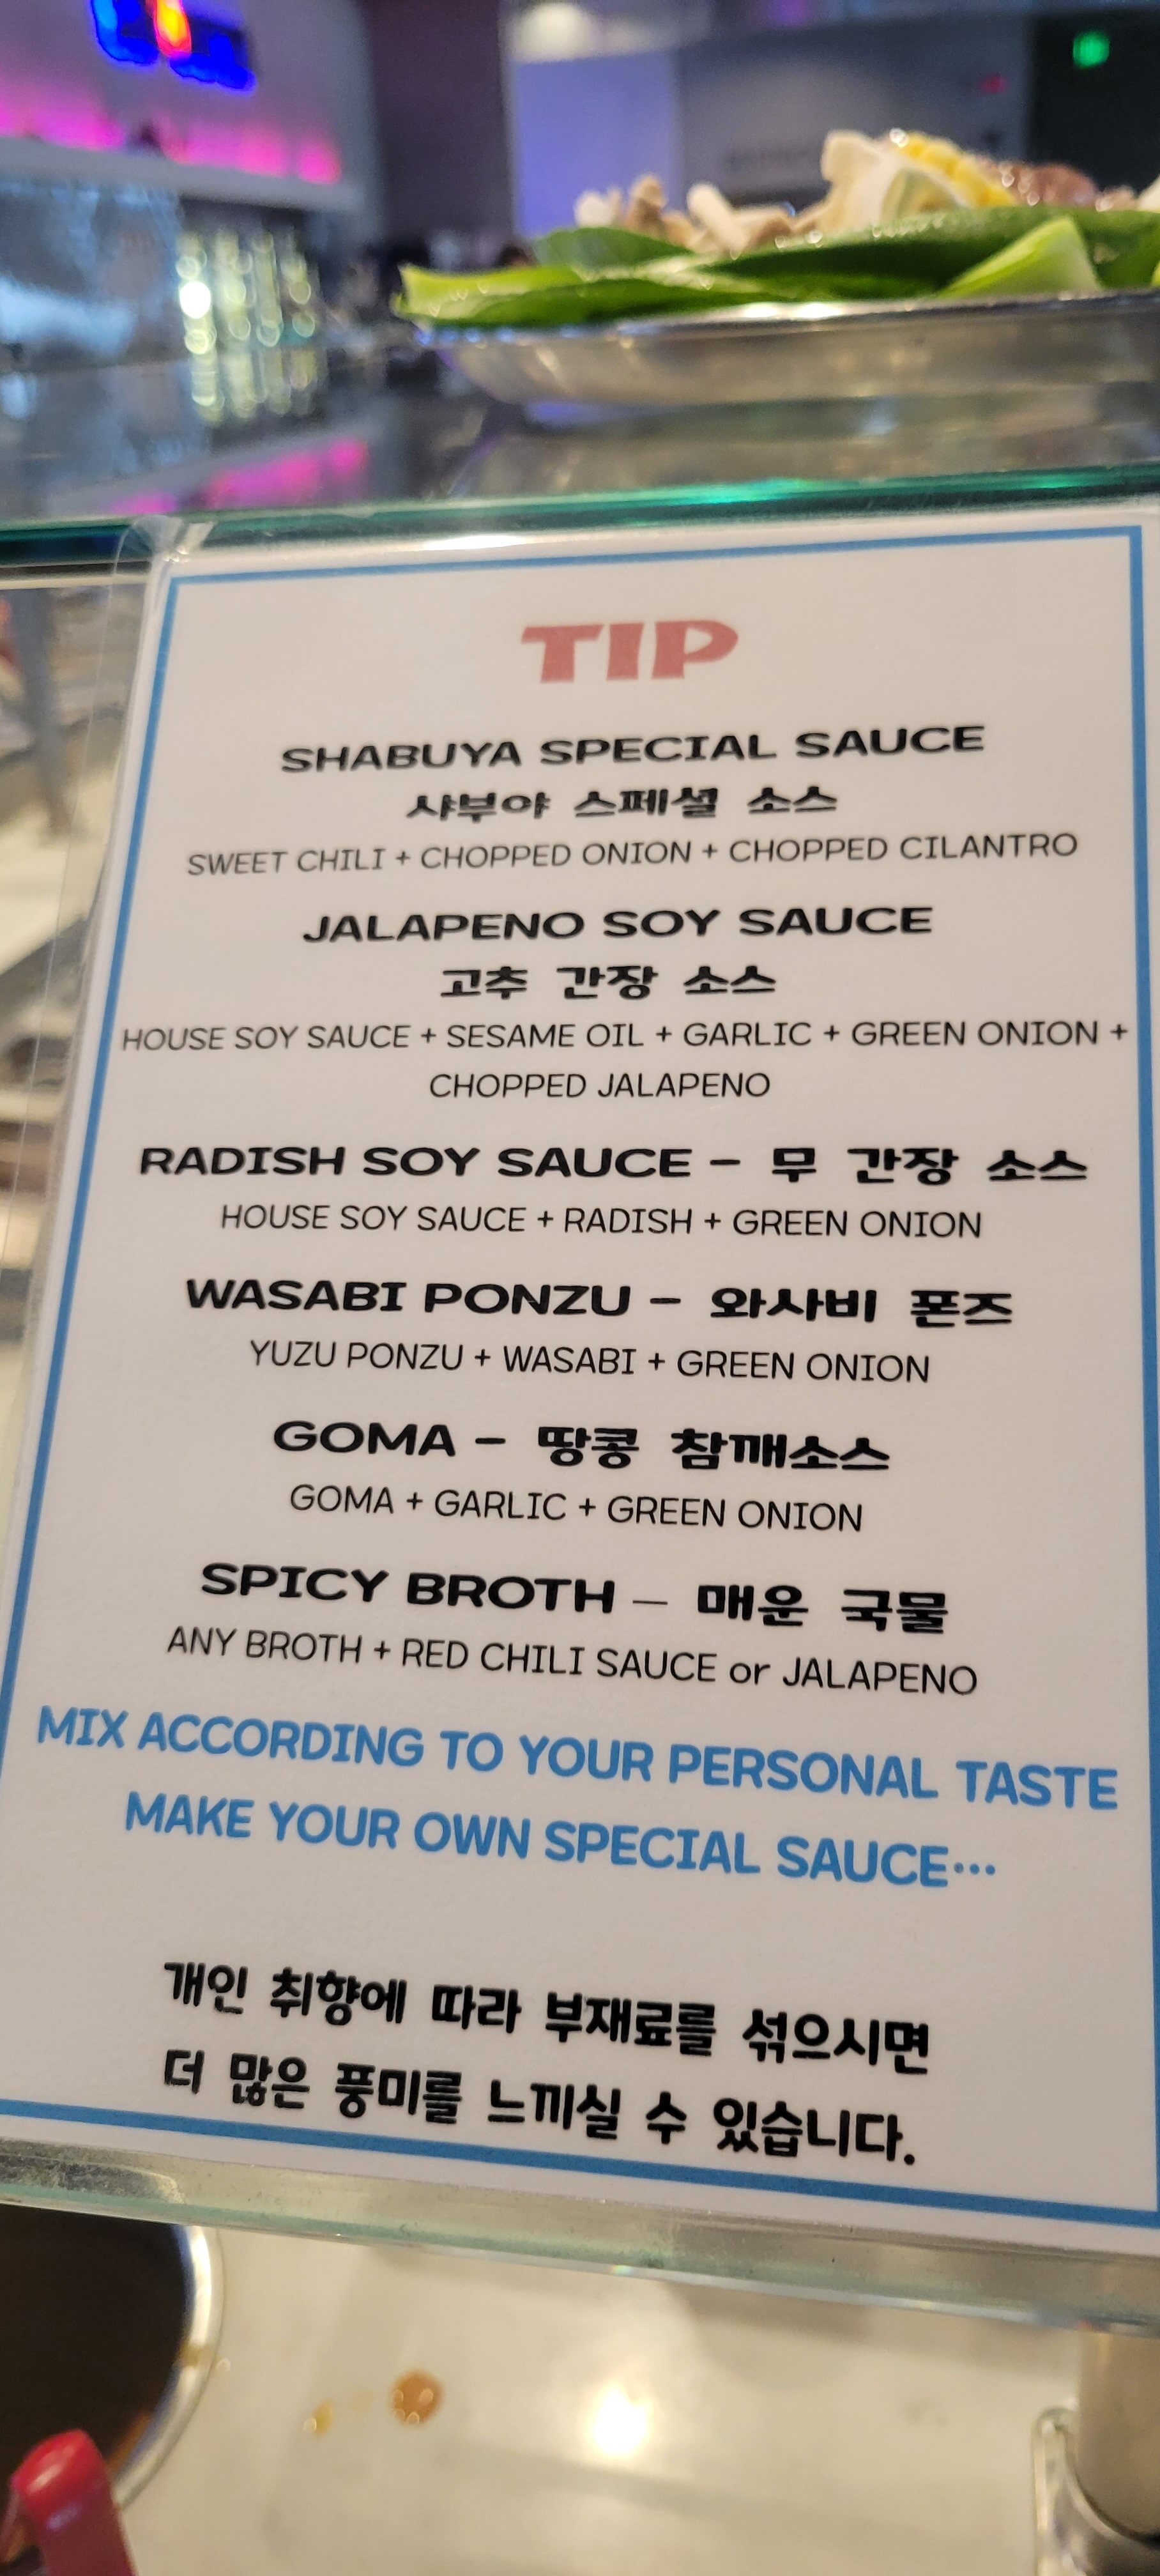 TIP
SHABUYA SPECIAL SAUCE
샤부야 스페셜 소스
SWEET CHILI + CHOPPED ONION + CHOPPED CILANTRO
JALAPENO SOY SAUCE
고추 간장 소스
HOUSE SOY SAUCE + SESAME OIL + GARLIC + GREEN ONION +
CHOPPED JALAPENO
RADISH SOY SAUCE – 무 간장 소스
HOUSE SOY SAUCE + RADISH + GREEN ONION
WASABI PONZU – 와사비 폰즈
YUZU PONZU + WASABI + GREEN ONION
GOMA – 땅콩 참깨소스
GOMA + GARLIC + GREEN ONION
SPICY BROTH – 매운 국물
ANY BROTH + RED CHILI SAUCE or JALAPENO
MIX ACCORDING TO YOUR PERSONAL TASTE
MAKE YOUR OWN SPECIAL SAUCE…
개인 취향에 따라 부재료를 섞으시면
더 많은 풍미를 느끼실 수 있습니다.